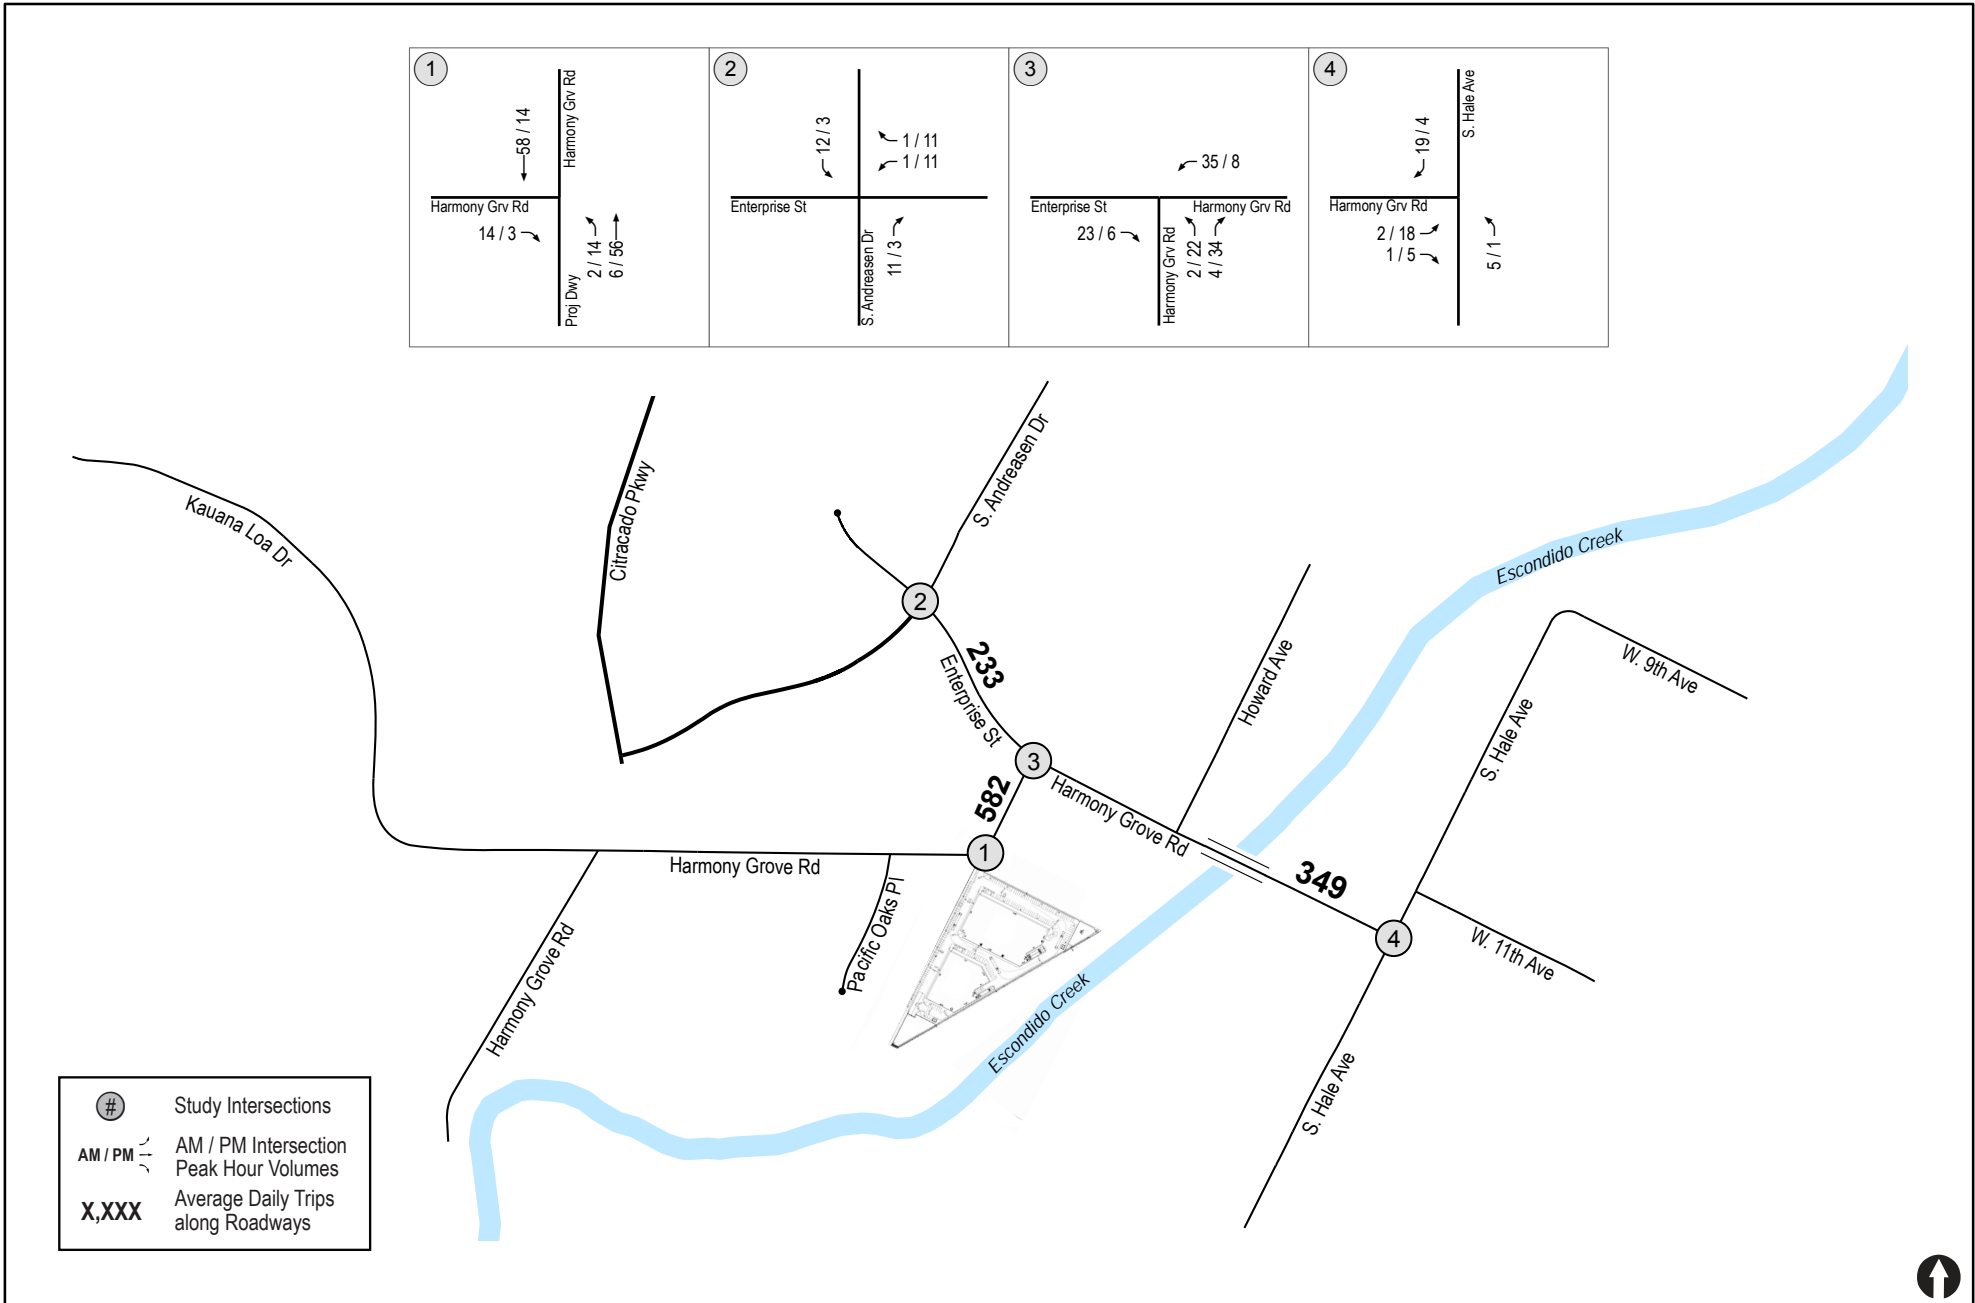 1
58 / 14
Harmony Grv Rd
Harmony Grv Rd
14 / 3
2 / 14
6 / 56
Proj Dwy
2
12 / 3
1 / 11
1 / 11
Enterprise St
S. Andreasen Dr
11 / 3
3
35 / 8
Enterprise St
Harmony Grv Rd
23 / 6
Harmony Grv Rd
2 / 22
4 / 34
4
19 / 4
S. Hale Ave
Harmony Grv Rd
2 / 18
1 / 5
5 / 1
Kauana Loa Dr
Citracado Pkwy
S. Andreasen Dr
Escondido Creek
2
233
Enterprise St
Howard Ave
W. 9th Ave
S. Hale Ave
3
582
Harmony Grove Rd
1
Harmony Grove Rd
349
Pacific Oaks Pl
4
W. 11th Ave
Harmony Grove Rd
Escondido Creek
S. Hale Ave
# Study Intersections
AM / PM AM / PM Intersection
Peak Hour Volumes
X,XXX Average Daily Trips
along Roadways